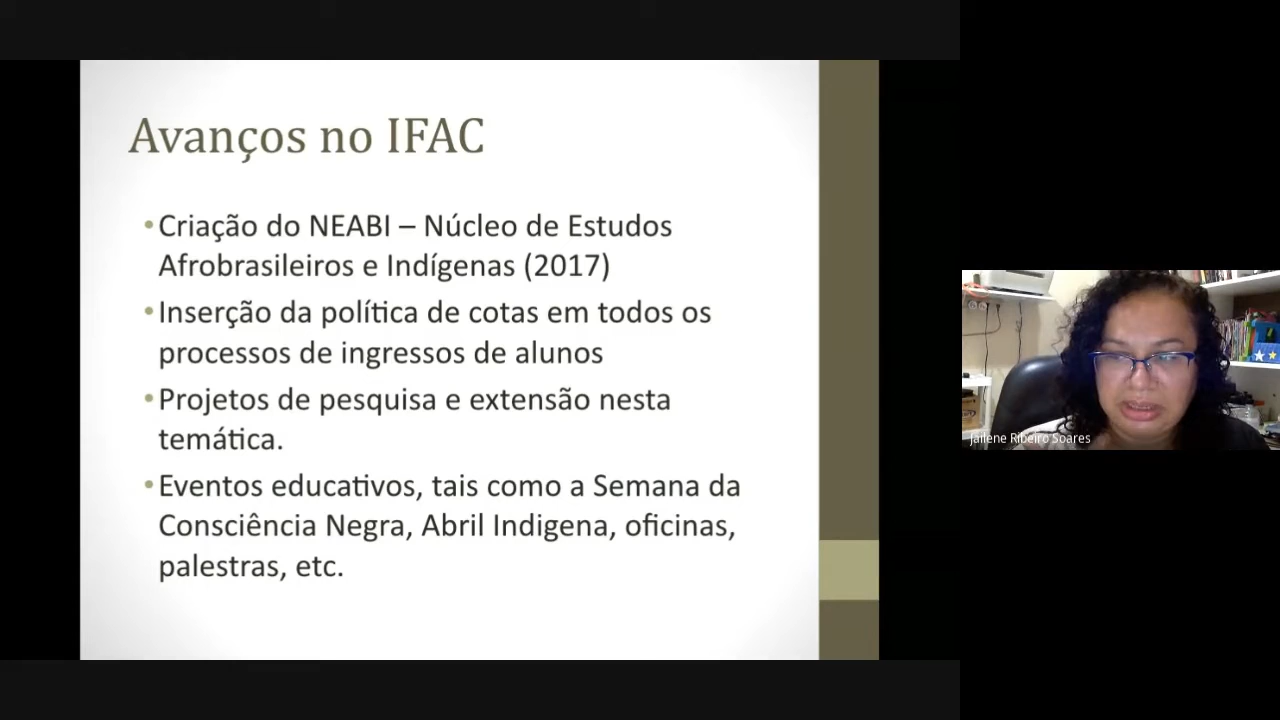 Avanços no IFAC
•Criação do NEABI – Núcleo de Estudos
Afrobrasileiros e Indígenas (2017)
•Inserção da política de cotas em todos os
processos de ingressos de alunos
•Projetos de pesquisa e extensão nesta
temática.
•Eventos educativos, tais como a Semana da
Consciência Negra, Abril Indigena, oficinas,
palestras, etc.
Jailene Ribeiro Soares